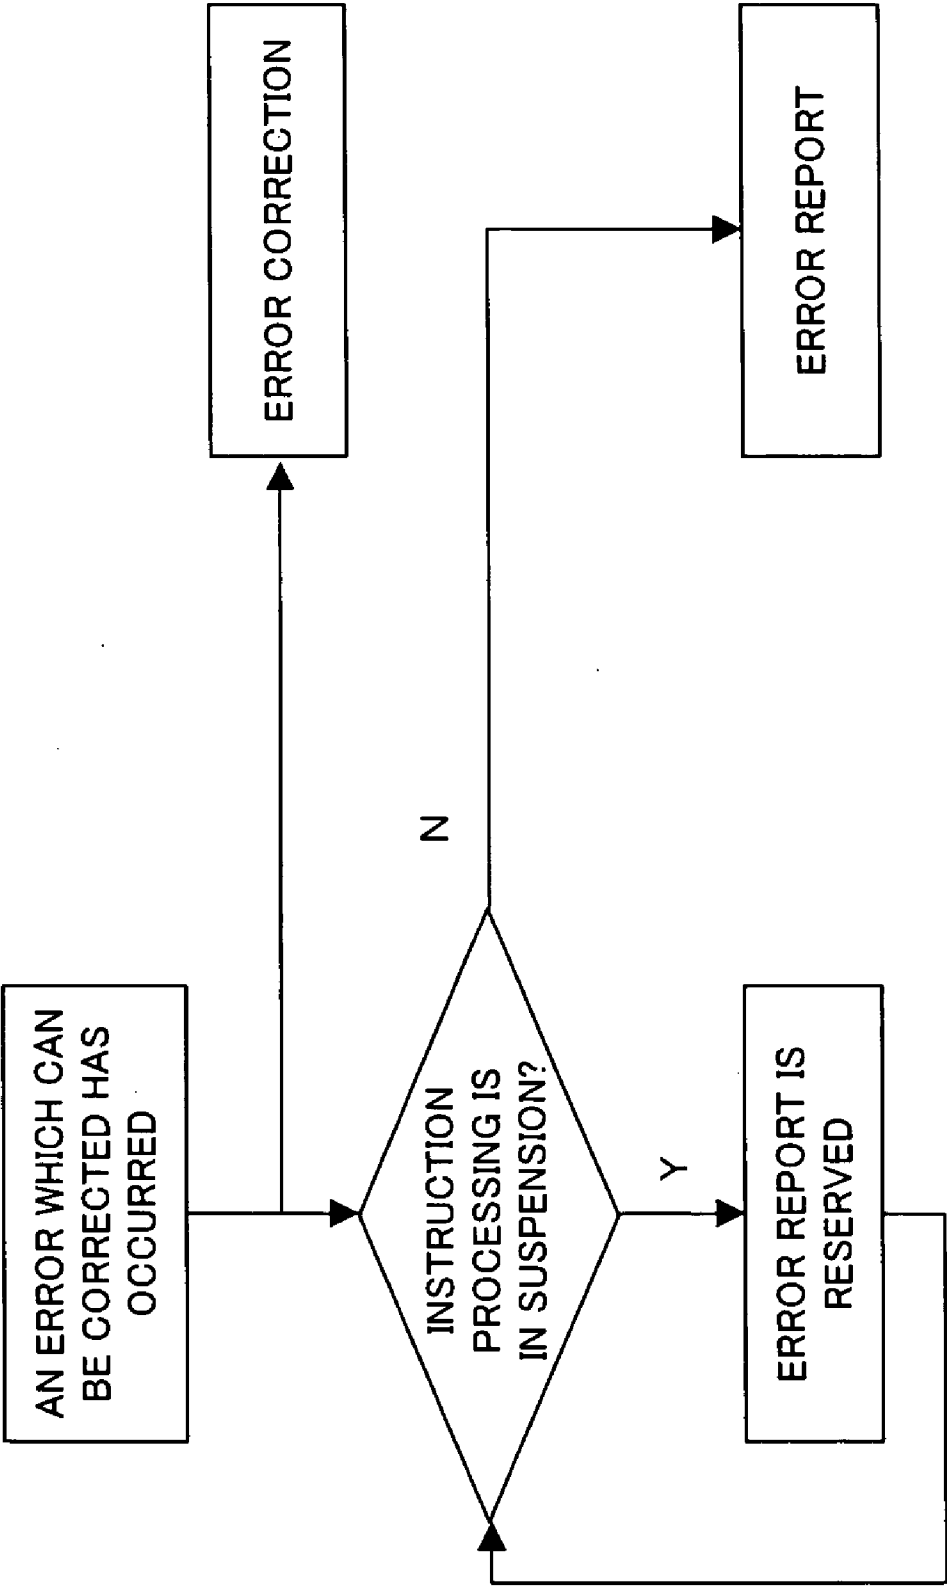 AN ERROR WHICH CAN
BE CORRECTED HAS
OCCURRED
ERROR CORRECTION
INSTRUCTION
PROCESSING IS
IN SUSPENSION?
N
Y
ERROR REPORT IS
RESERVED
ERROR REPORT